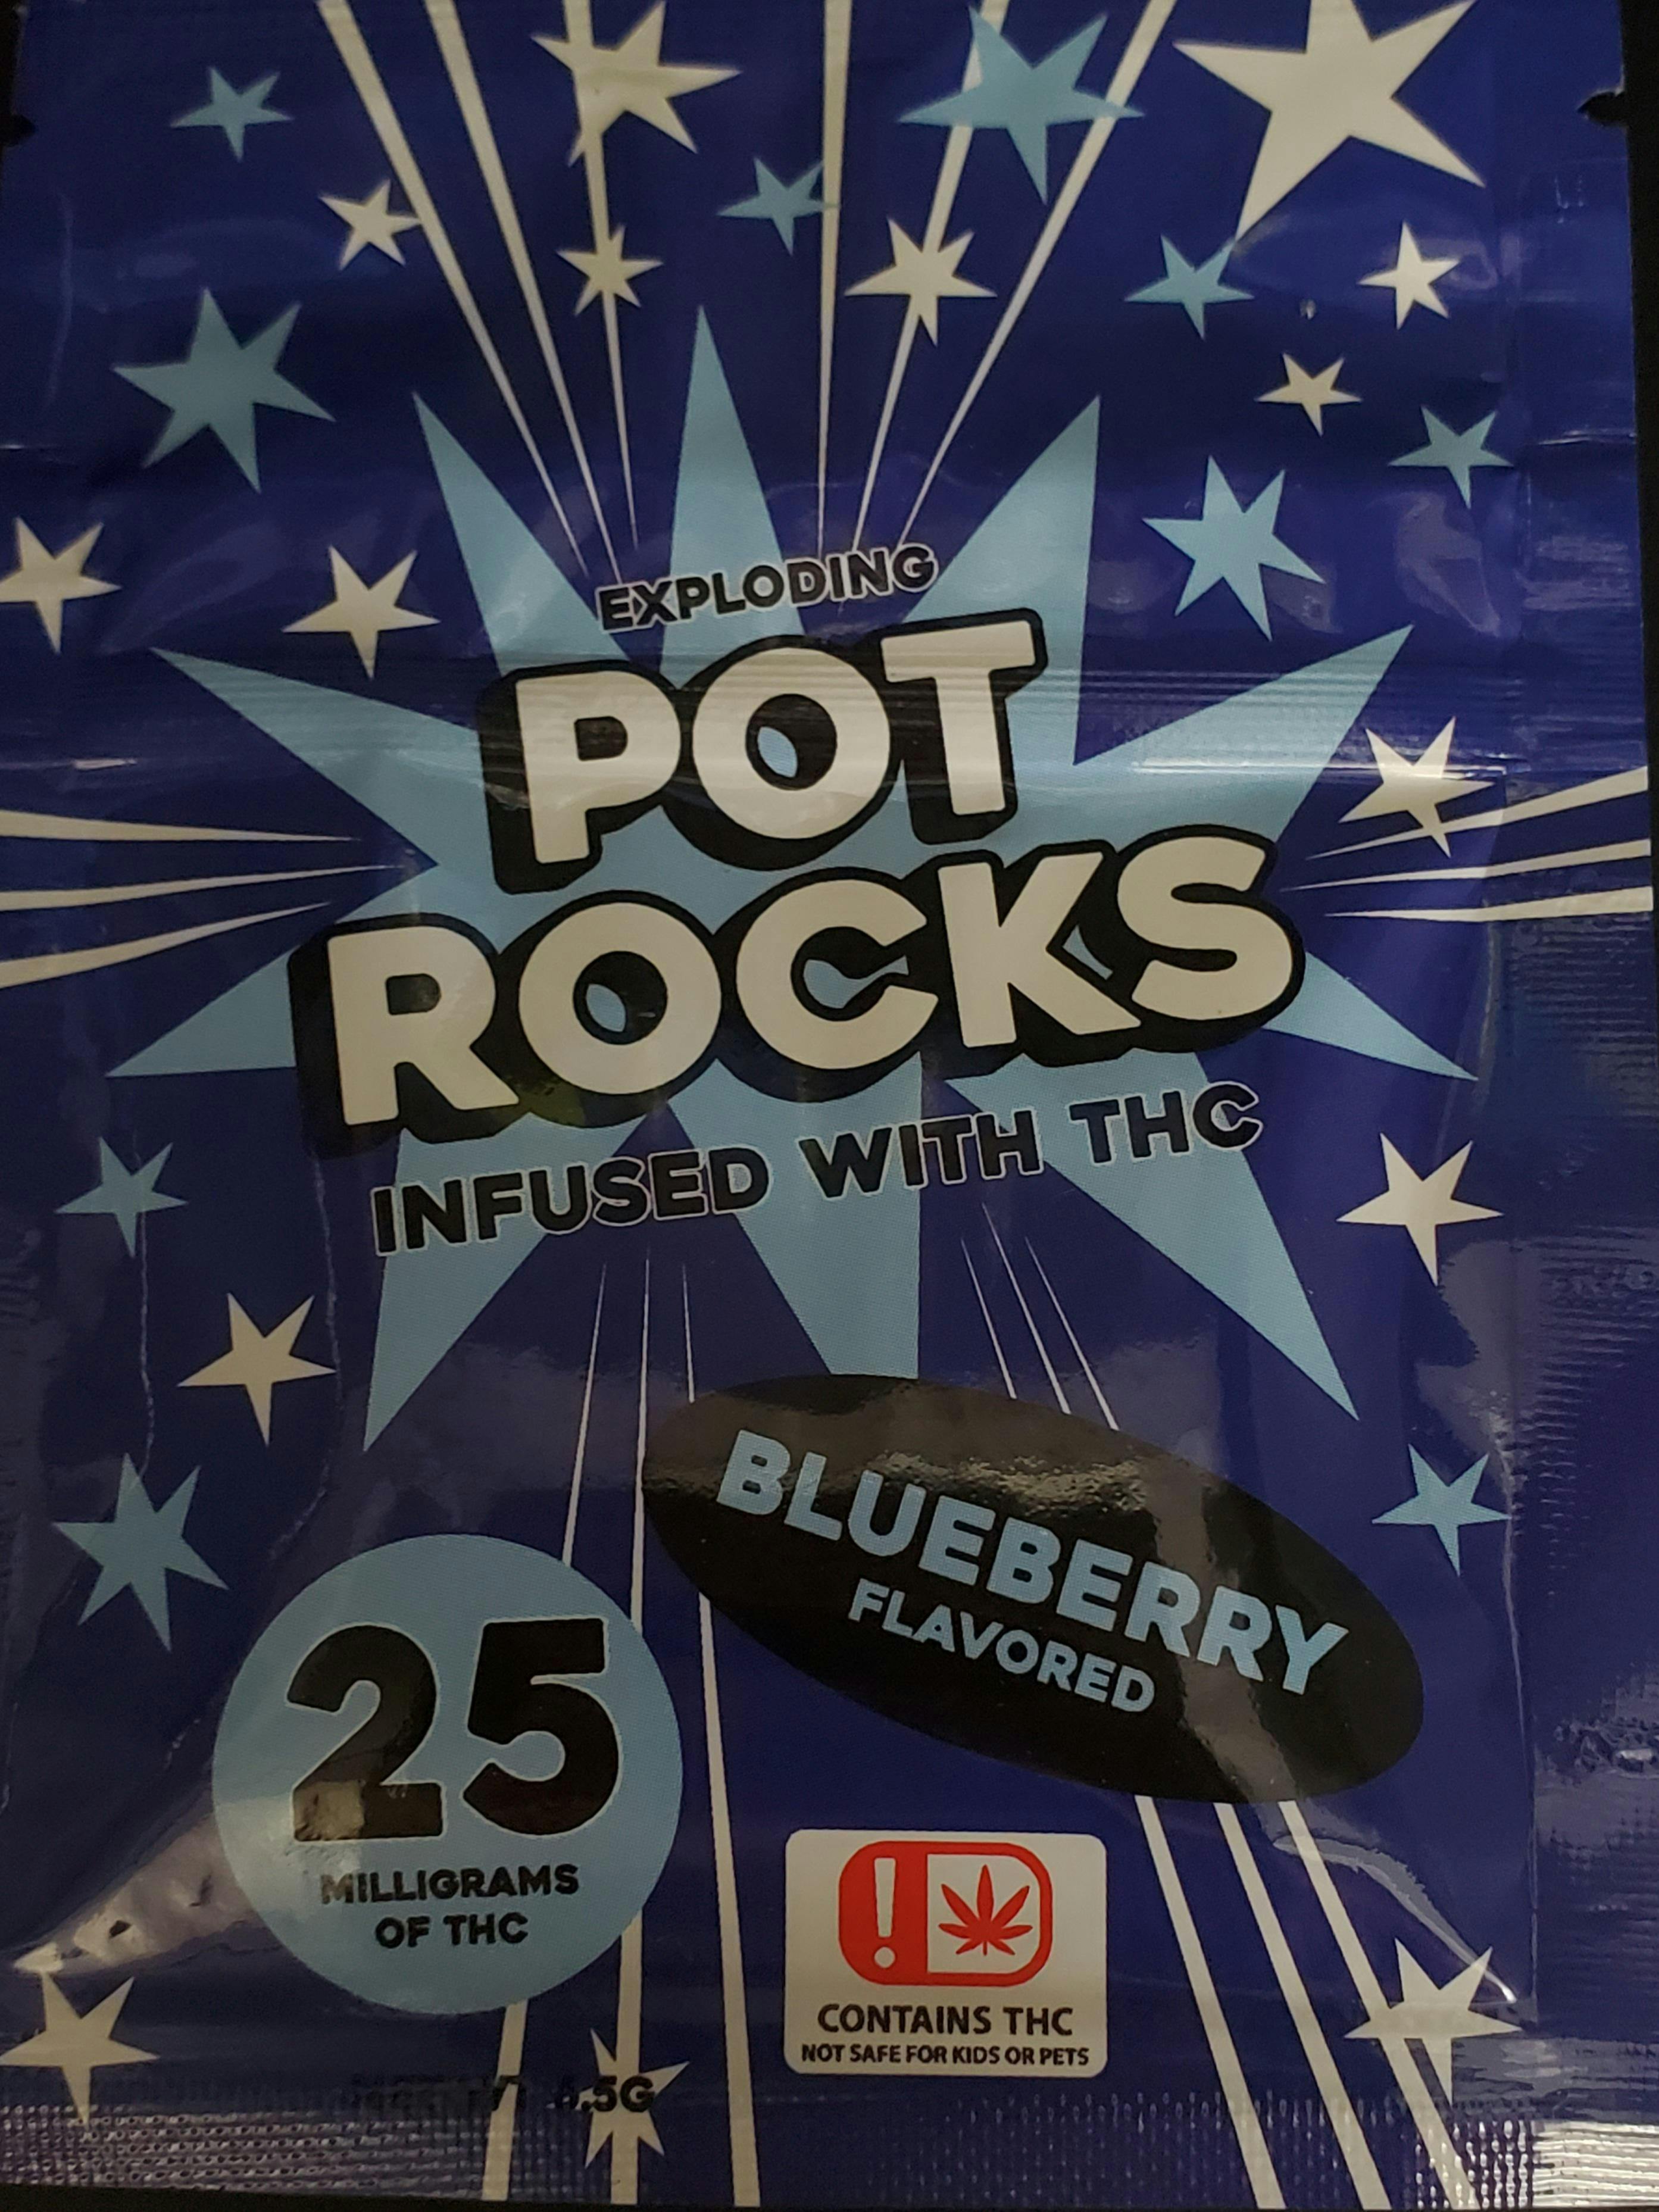 EXPLODING
POT
ROCKS
INFUSED WITH THC
BLUEBERRY
FLAVORED
25
MILLIGRAMS
OF THC
CONTAINS THC
NOT SAFE FOR KIDS OR PETS